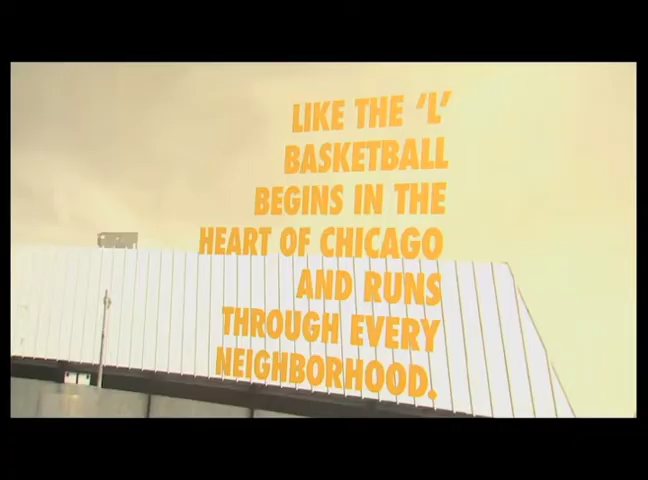 LIKE THE 'L'
BASKETBALL
BEGINS IN THE
HEART OF CHICAGO
AND RUNS
THROUGH EVERY
NEIGHBORHOOD.